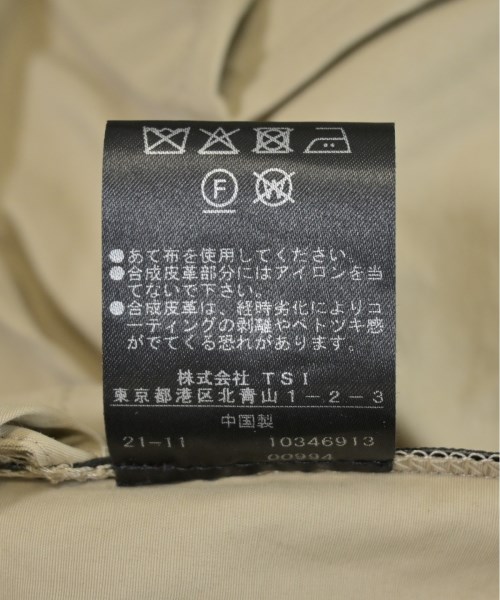 F W
●あて布を使用してください。
●合成皮革部分にはアイロンを当
てないで下さい。
●合成皮革は、経時劣化によりコ
ーティングの剥離やベトツキ感
がでてくる恐れがあります。
株式会社 TSI
東京都港区北青山1-2-3
中国製
21-11 10346913
00994